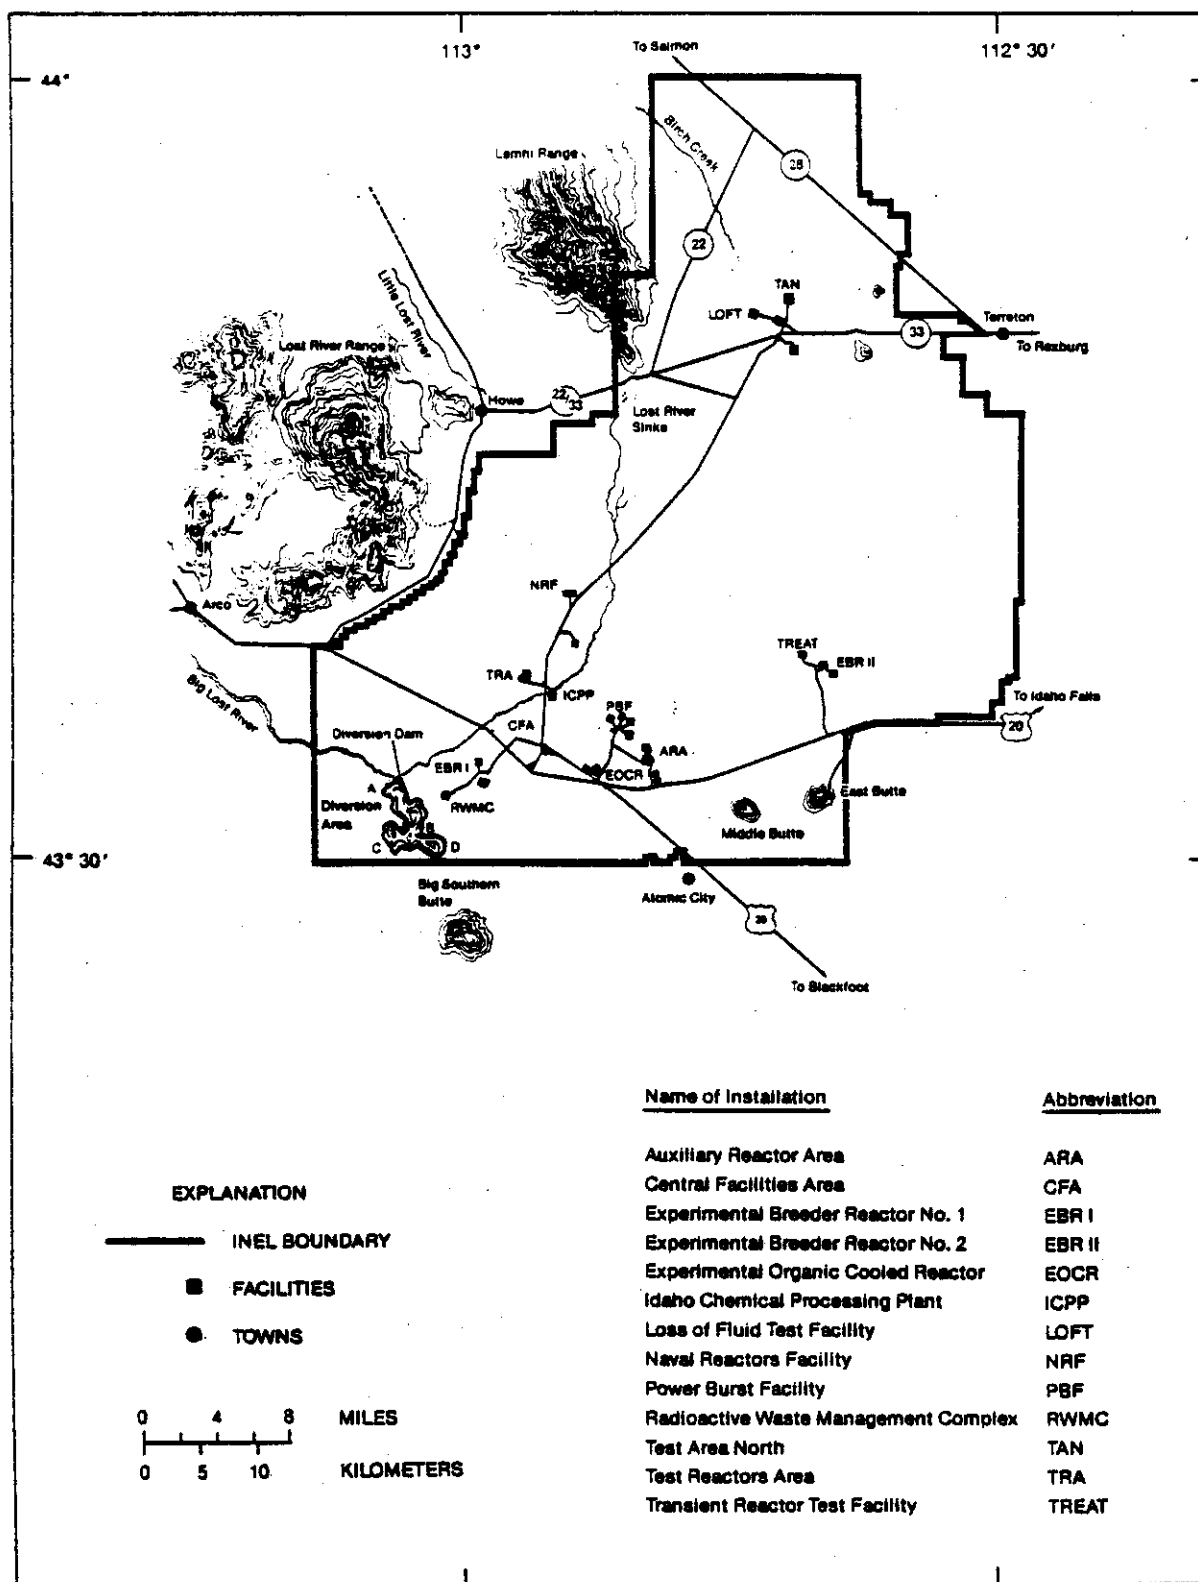 To Salmon
113°
112° 30'
44°
Birch Creek
Lemhi Range
28
22
Little Lost River
TAN
LOFT
33
Terreton
To Rexburg
Lost River Range
Howe
22/33
Lost River
Sinks
NRF
Arco
TREAT
EBR II
TRA
ICPP
To Idaho Falls
20
Big Lost River
PBF
CFA
Diversion Dam
ARA
EBR I
EOCR
A
RWMC
East Butte
Diversion
Area
B
Middle Butte
C
D
43° 30'
Big Southern
Butte
Atomic City
To Blackfoot
Name of Installation Abbreviation
Auxiliary Reactor Area ARA
Central Facilities Area CFA
Experimental Breeder Reactor No. 1 EBR I
Experimental Breeder Reactor No. 2 EBR II
Experimental Organic Cooled Reactor EOCR
Idaho Chemical Processing Plant ICPP
Loss of Fluid Test Facility LOFT
Naval Reactors Facility NRF
Power Burst Facility PBF
Radioactive Waste Management Complex RWMC
Test Area North TAN
Test Reactors Area TRA
Transient Reactor Test Facility TREAT
EXPLANATION
INEL BOUNDARY
FACILITIES
TOWNS
0 4 8 MILES
0 5 10 KILOMETERS